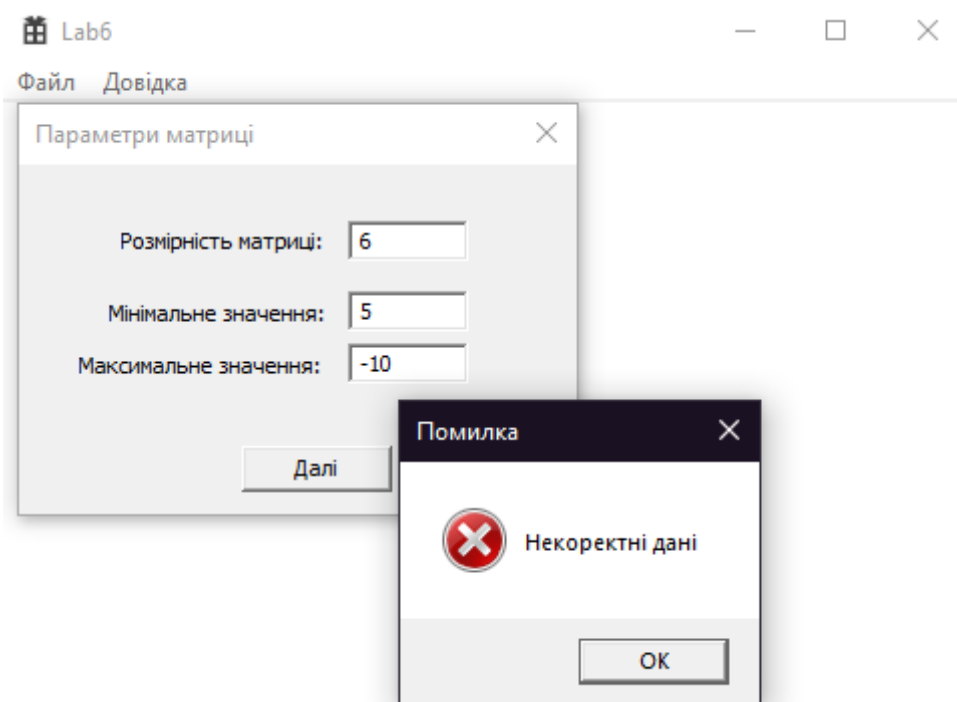 Lab6
Файл Довідка
Параметри матриці
Розмірність матриці: 6
Мінімальне значення: 5
Максимальне значення: -10
Далі
Помилка
Некоректні дані
OK